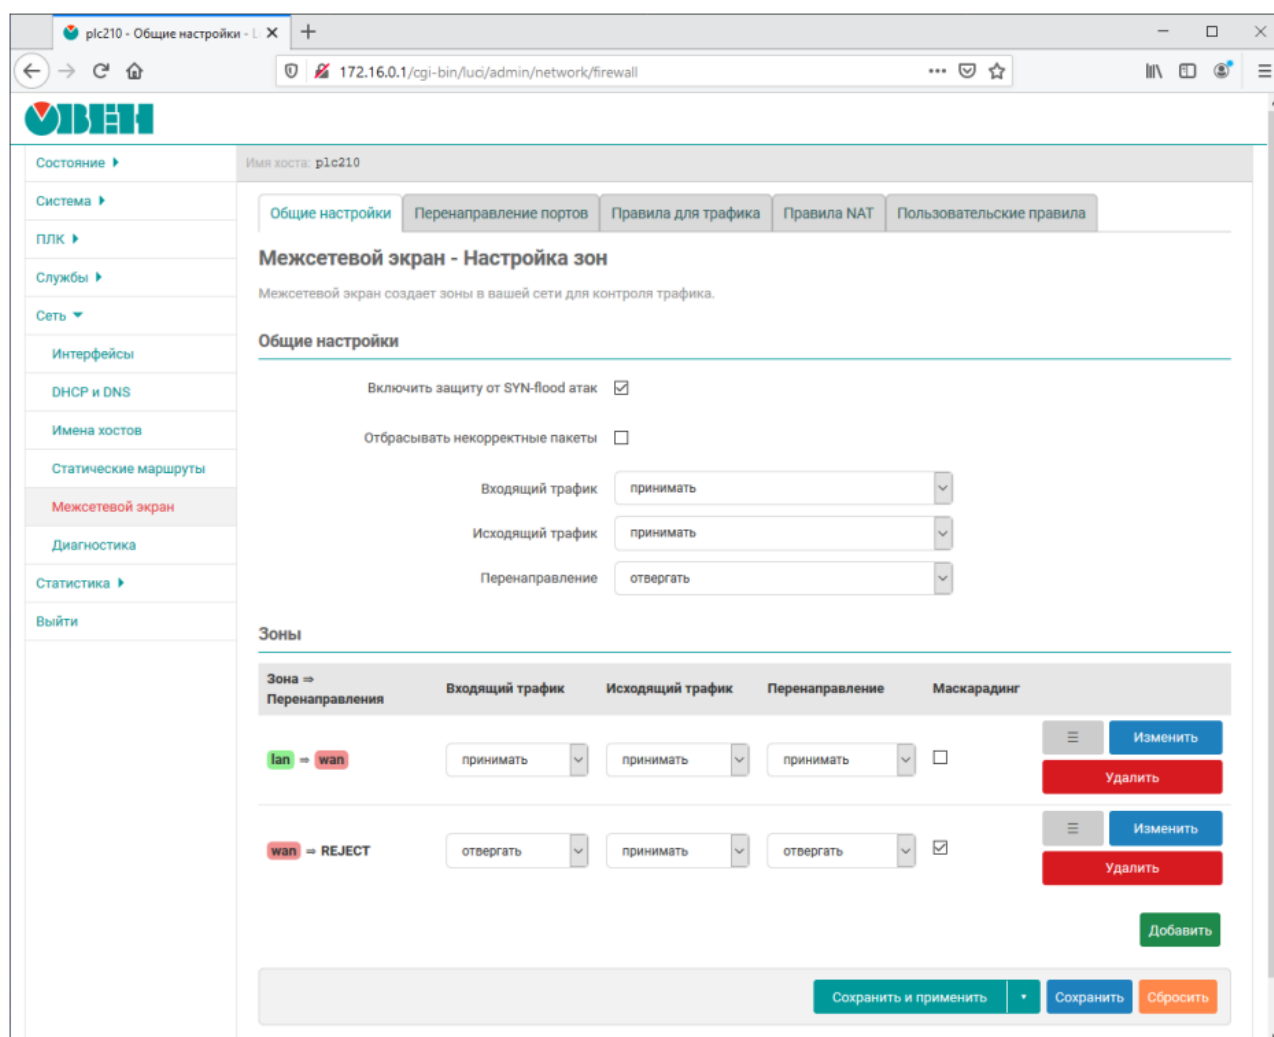 plc210 - Общие настройки - L
172.16.0.1/cgi-bin/luci/admin/network/firewall
ОВЕН
Имя хоста: plc210
Состояние
Система
ПЛК
Службы
Сеть
Интерфейсы
DHCP и DNS
Имена хостов
Статические маршруты
Межсетевой экран
Диагностика
Статистика
Выйти
Общие настройки Перенаправление портов Правила для трафика Правила NAT Пользовательские правила
Межсетевой экран - Настройка зон
Межсетевой экран создает зоны в вашей сети для контроля трафика.
Общие настройки
Включить защиту от SYN-flood атак
Отбрасывать некорректные пакеты
Входящий трафик принимать
Исходящий трафик принимать
Перенаправление отвергать
Зоны
Зона ⇒
Перенаправления Входящий трафик Исходящий трафик Перенаправление Маскарадинг
lan ⇒ wan принимать принимать принимать Изменить
Удалить
wan ⇒ REJECT отвергать принимать отвергать Изменить
Удалить
Добавить
Сохранить и применить Сохранить Сбросить